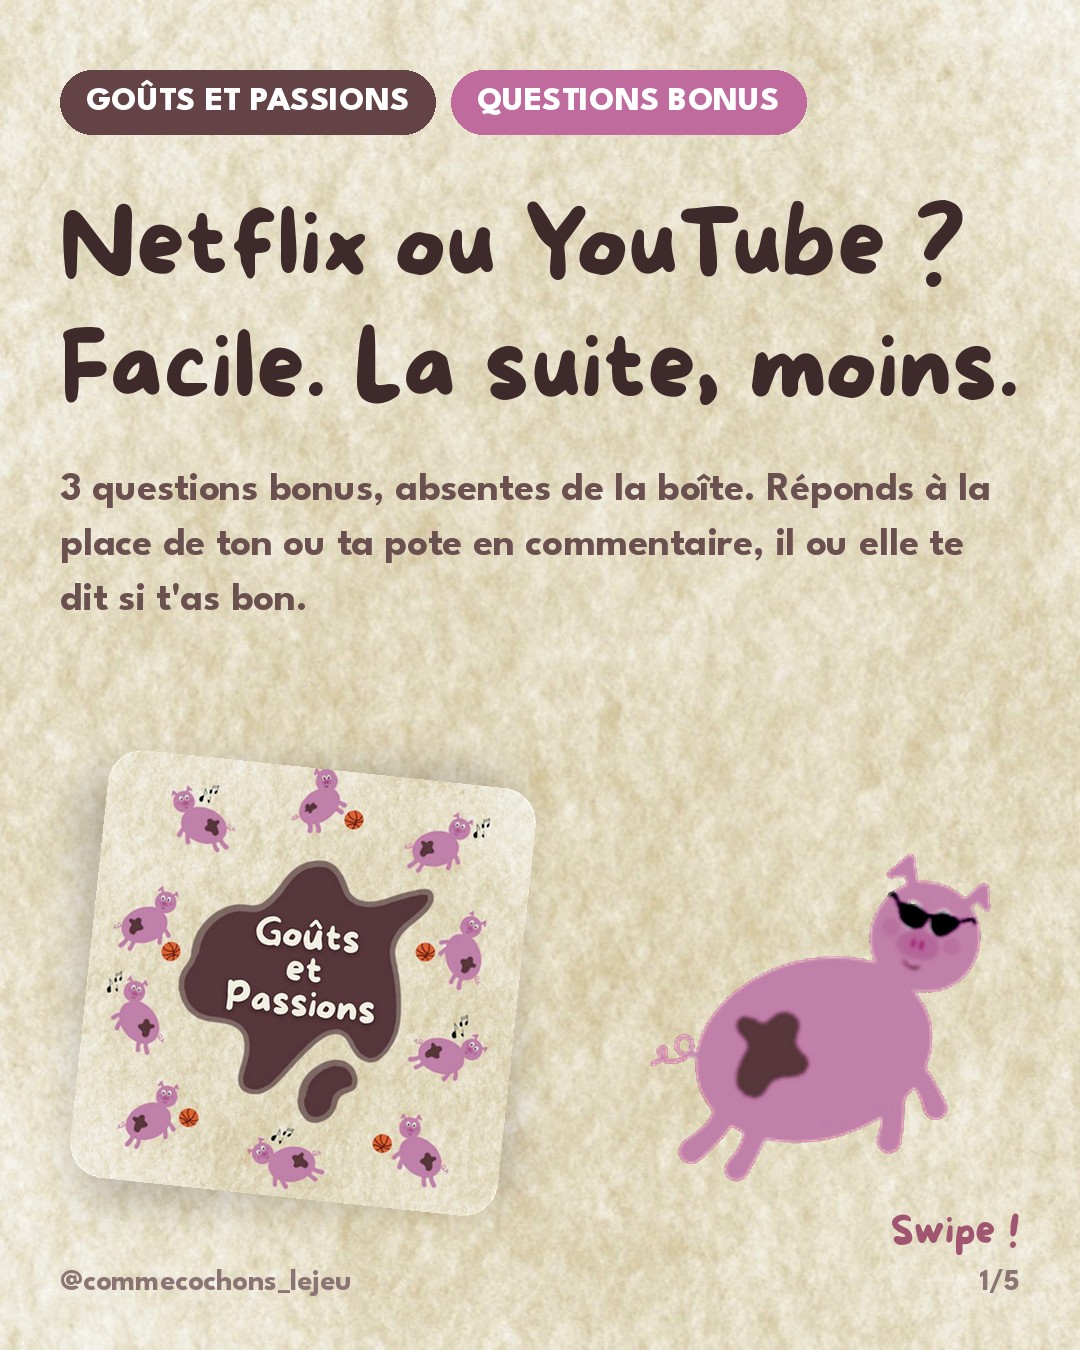 GOÛTS ET PASSIONS
QUESTIONS BONUS
Netflix ou YouTube ?
Facile. La suite, moins.
3 questions bonus, absentes de la boîte. Réponds à la
place de ton ou ta pote en commentaire, il ou elle te
dit si t'as bon.
Goûts
et
Passions
Swipe !
@commecochons_lejeu
1/5